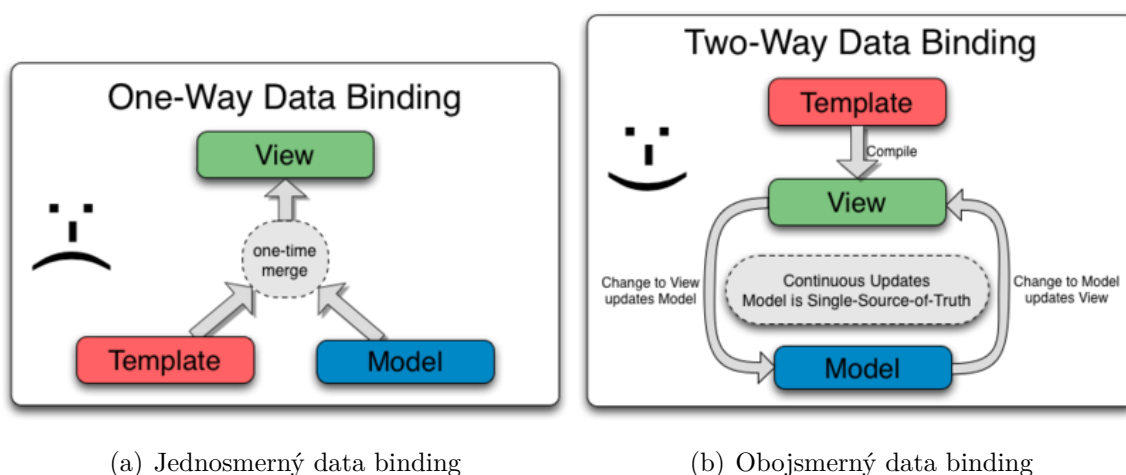 One-Way Data Binding
View
one-time
merge
Template
Model
(a) Jednosmerný data binding
Two-Way Data Binding
Template
Compile
View
Change to View
updates Model
Continuous Updates
Model is Single-Source-of-Truth
Change to Model
updates View
Model
(b) Obojsmerný data binding